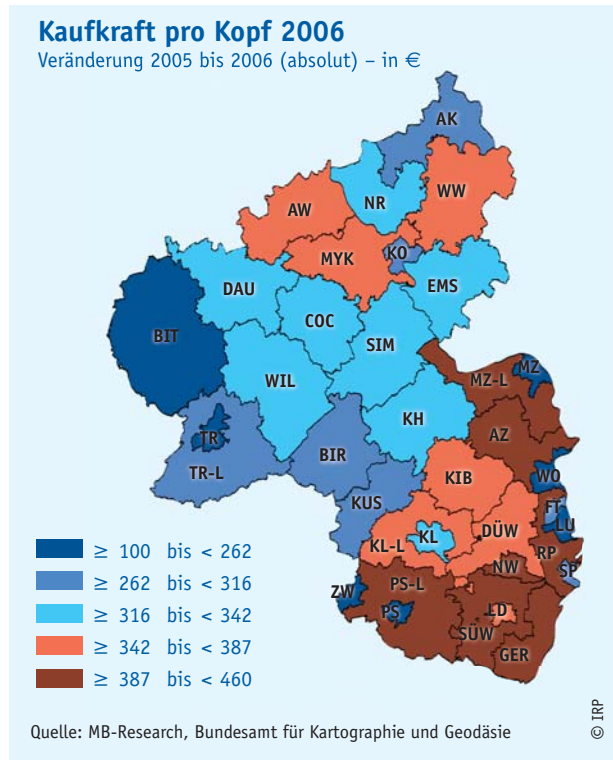 Kaufkraft pro Kopf 2006
Veränderung 2005 bis 2006 (absolut) – in €
AK
WW
NR
AW
KO
MYK
EMS
DAU
COC
BIT
SIM
WIL
MZ
MZ-L
KH
AZ
TR
BIR
TR-L
KIB
WO
KUS
FT
LU
KL
DÜW
KL-L
RP
NW
SP
PS-L
ZW
PS
LD
SÜW
GER
≥ 100 bis < 262
≥ 262 bis < 316
≥ 316 bis < 342
≥ 342 bis < 387
≥ 387 bis < 460
Quelle: MB-Research, Bundesamt für Kartographie und Geodäsie
© IRP